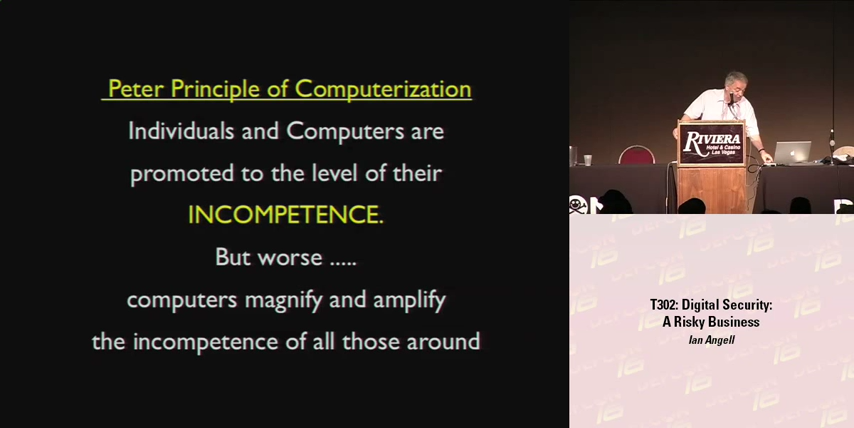 Peter Principle of Computerization
Individuals and Computers are
promoted to the level of their
INCOMPETENCE.
But worse .....
computers magnify and amplify
the incompetence of all those around
RIVIERA
Hotel & Casino
Las Vegas
T302: Digital Security:
A Risky Business
Ian Angell